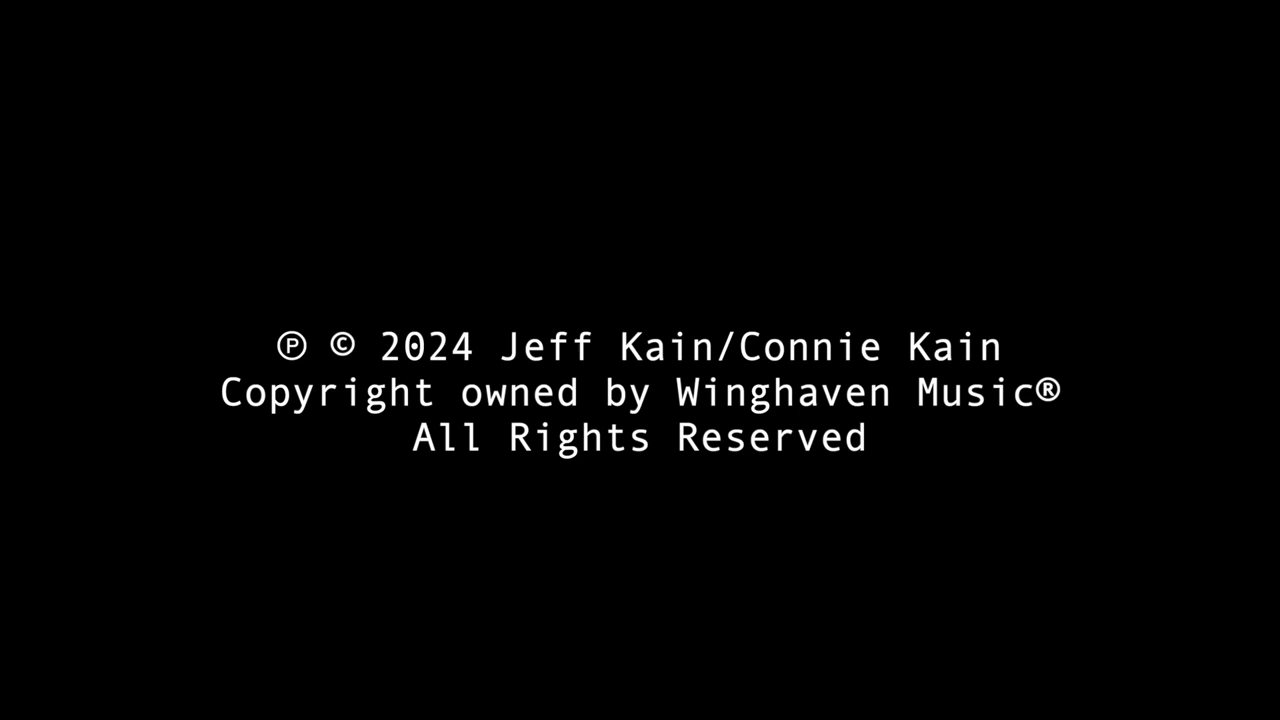 ℗ © 2024 Jeff Kain/Connie Kain
Copyright owned by Winghaven Music®
All Rights Reserved